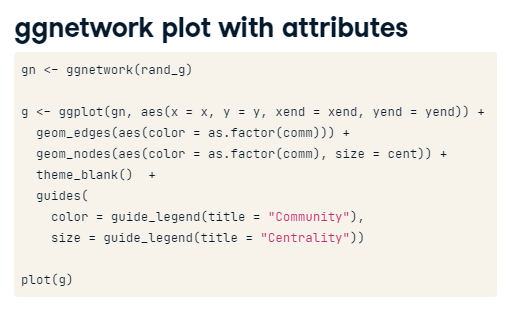 ggnetwork plot with attributes
gn <- ggnetwork(rand_g)
g <- ggplot(gn, aes(x = x, y = y, xend = xend, yend = yend)) +
  geom_edges(aes(color = as.factor(comm))) +
  geom_nodes(aes(color = as.factor(comm), size = cent)) +
  theme_blank()  +
  guides(
    color = guide_legend(title = "Community"),
    size = guide_legend(title = "Centrality"))
plot(g)